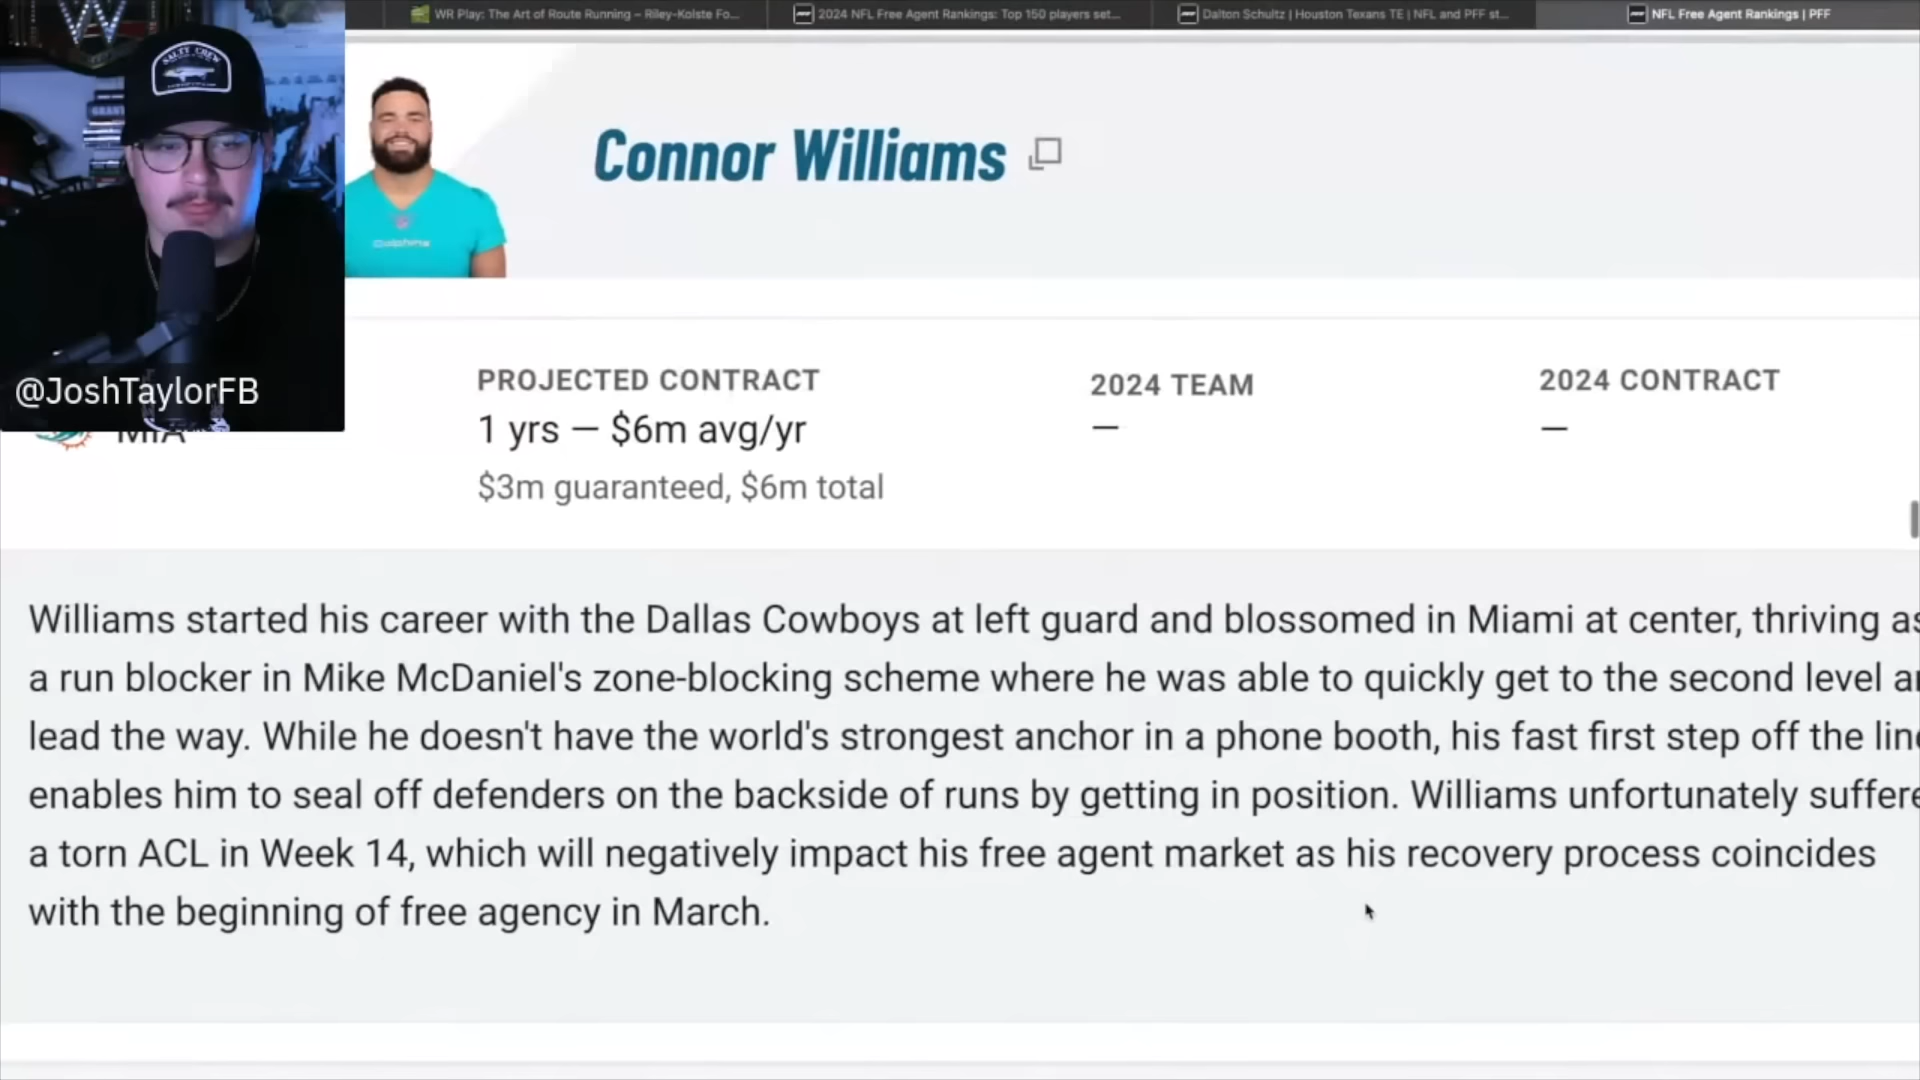 WR Play: The Art of Route Running – Riley-Kolste Fo...
2024 NFL Free Agent Rankings: Top 150 players set...
Dalton Schultz | Houston Texans TE | NFL and PFF st...
NFL Free Agent Rankings | PFF
SALTY CREW
Connor Williams
Dolphins
@JoshTaylorFB
MIA
PROJECTED CONTRACT
1 yrs — $6m avg/yr
$3m guaranteed, $6m total
2024 TEAM
—
2024 CONTRACT
—
Williams started his career with the Dallas Cowboys at left guard and blossomed in Miami at center, thriving as
a run blocker in Mike McDaniel's zone-blocking scheme where he was able to quickly get to the second level
lead the way. While he doesn't have the world's strongest anchor in a phone booth, his fast first step off the line
enables him to seal off defenders on the backside of runs by getting in position. Williams unfortunately suffere
a torn ACL in Week 14, which will negatively impact his free agent market as his recovery process coincides
with the beginning of free agency in March.